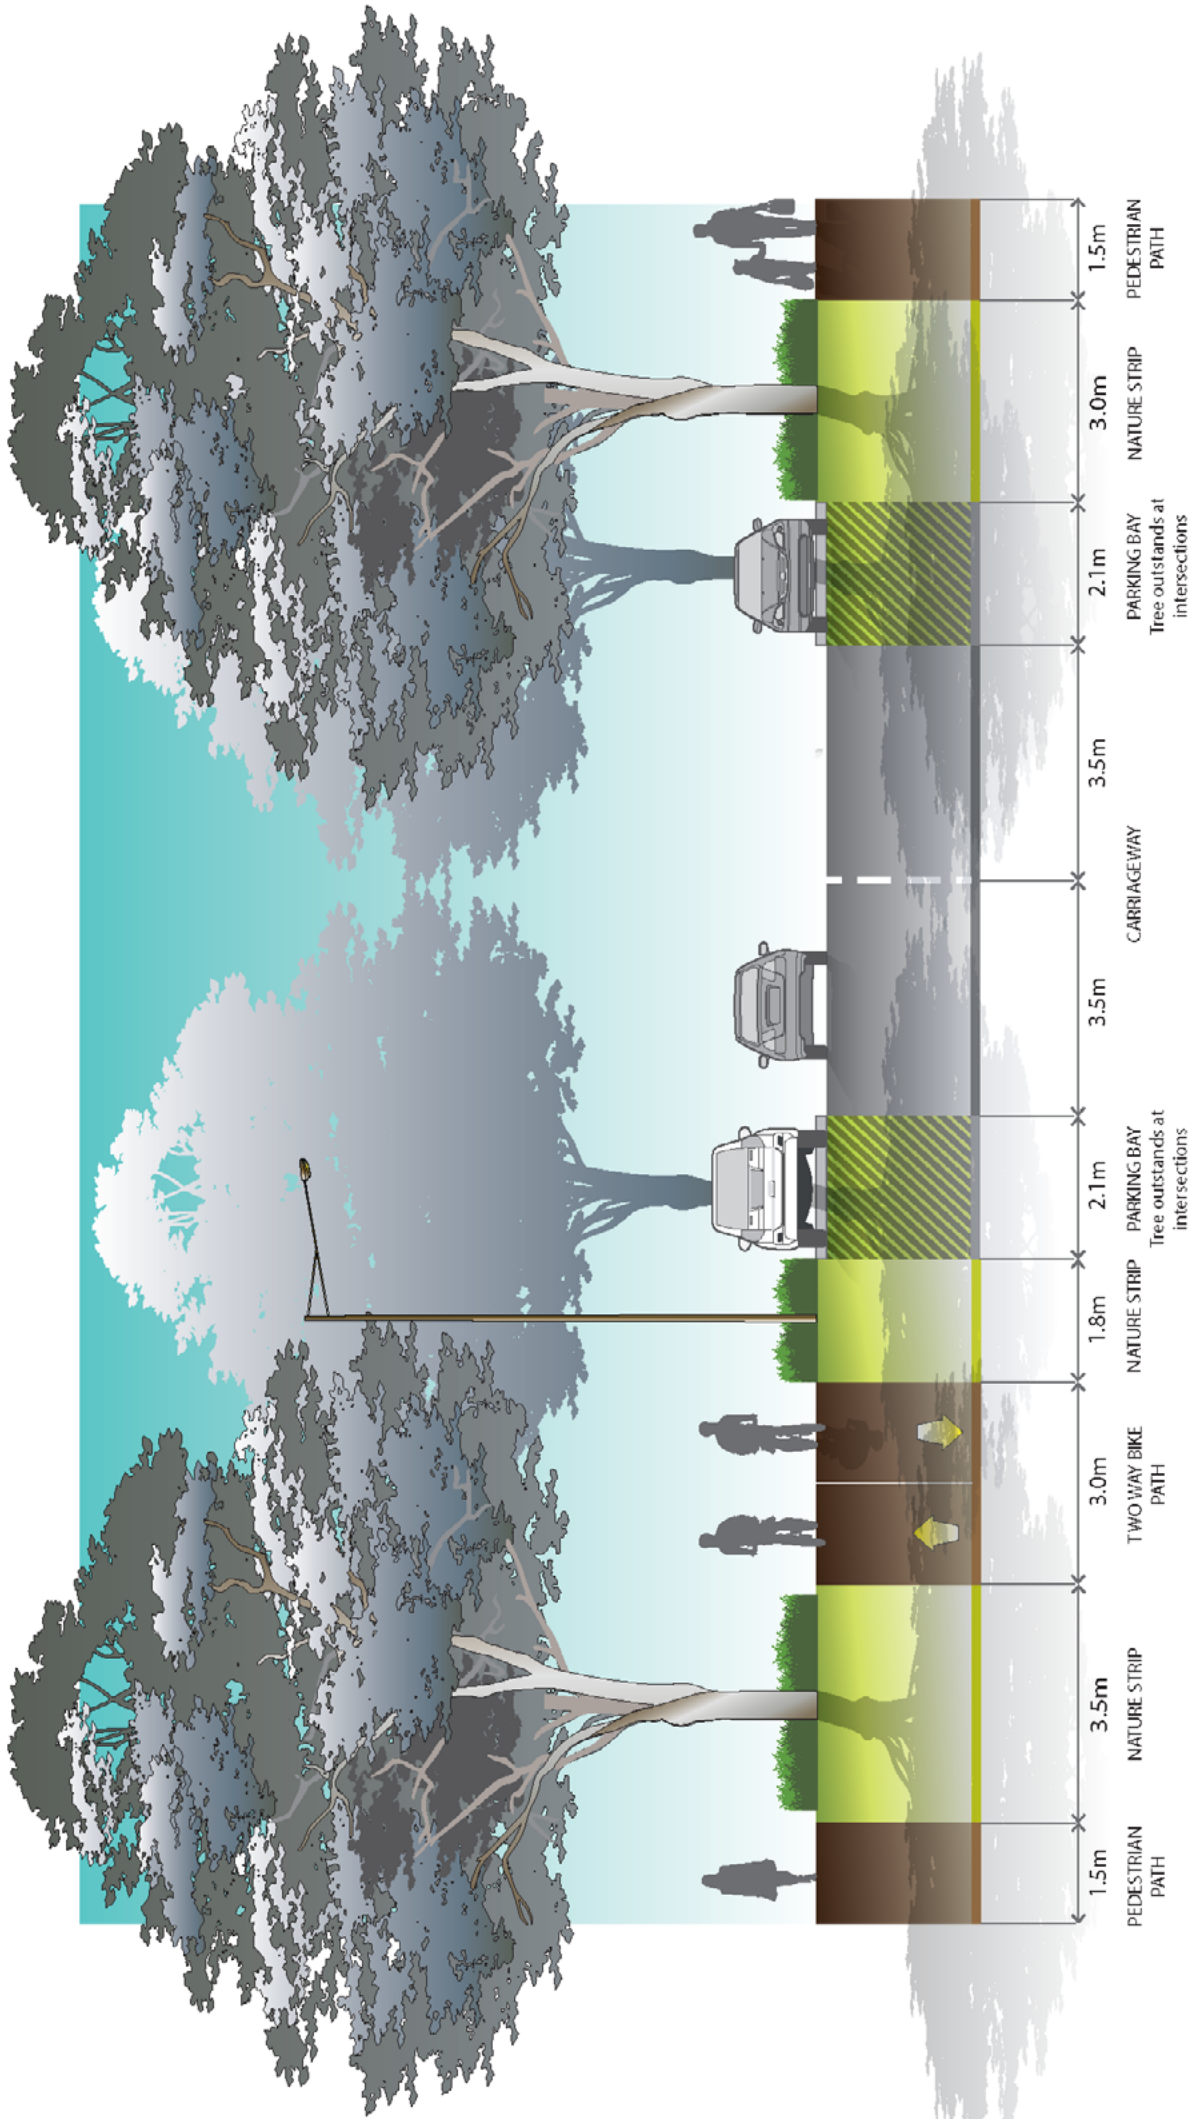 1.5m
3.5m
3.0m
1.8m
2.1m
3.5m
3.5m
2.1m
3.0m
1.5m
PEDESTRIAN
PATH
NATURE STRIP
TWO WAY BIKE
PATH
NATURE STRIP
PARKING BAY
Tree outstands at
intersections
CARRIAGEWAY
PARKING BAY
Tree outstands at
intersections
NATURE STRIP
PEDESTRIAN
PATH